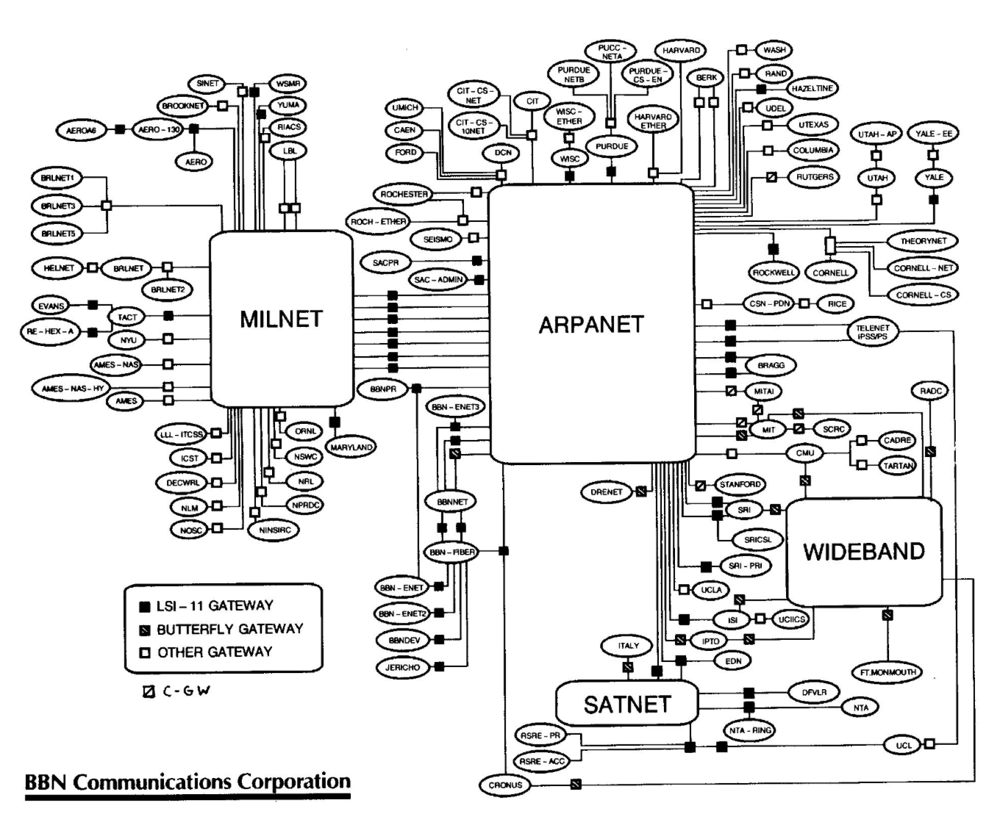 SINET
WSMR
BROOKNET
YUMA
RIACS
LBL
AEROA6
AERO - 130
AERO
BRLNET1
BRLNET3
BRLNET5
HELNET
BRLNET
BRLNET2
EVANS
TACT
RE - HEX - A
NYU
AMES - NAS
AMES - NAS - HY
AMES
MILNET
LLL - ITCSS
ICST
DECWRL
NLM
NOSC
NINSIRC
NPRDC
NRL
NSWC
ORNL
MARYLAND
UMICH
CAEN
FORD
CIT - CS -
NET
CIT - CS -
10NET
CIT
DCN
PURDUE
NETB
PUCC -
NETA
PURDUE -
CS - EN
WISC -
ETHER
WISC
PURDUE
HARVARD
HARVARD
ETHER
BERK
WASH
RAND
HAZELTINE
UDEL
UTEXAS
COLUMBIA
RUTGERS
UTAH - AP
UTAH
YALE - EE
YALE
ROCHESTER
ROCH - ETHER
SEISMO
SACPR
SAC - ADMIN
ARPANET
THEORYNET
CORNELL - NET
CORNELL - CS
ROCKWELL
CORNELL
CSN - PDN
RICE
TELENET
IPSS/PS
BRAGG
MITAI
RADC
MIT
SCRC
CMU
CADRE
TARTAN
BBNPR
BBN - ENET3
BBNNET
BBN - FIBER
BBN - ENET
BBN - ENET2
BBNDEV
JERICHO
DRENET
STANFORD
SRI
SRICSL
SRI - PRI
UCLA
ISI
UCIICS
IPTO
EDN
WIDEBAND
FT.MONMOUTH
ITALY
SATNET
DFVLR
NTA
NTA - RING
RSRE - PR
RSRE - ACC
UCL
CRONUS
LSI - 11 GATEWAY
BUTTERFLY GATEWAY
OTHER GATEWAY
C-GW
BBN Communications Corporation